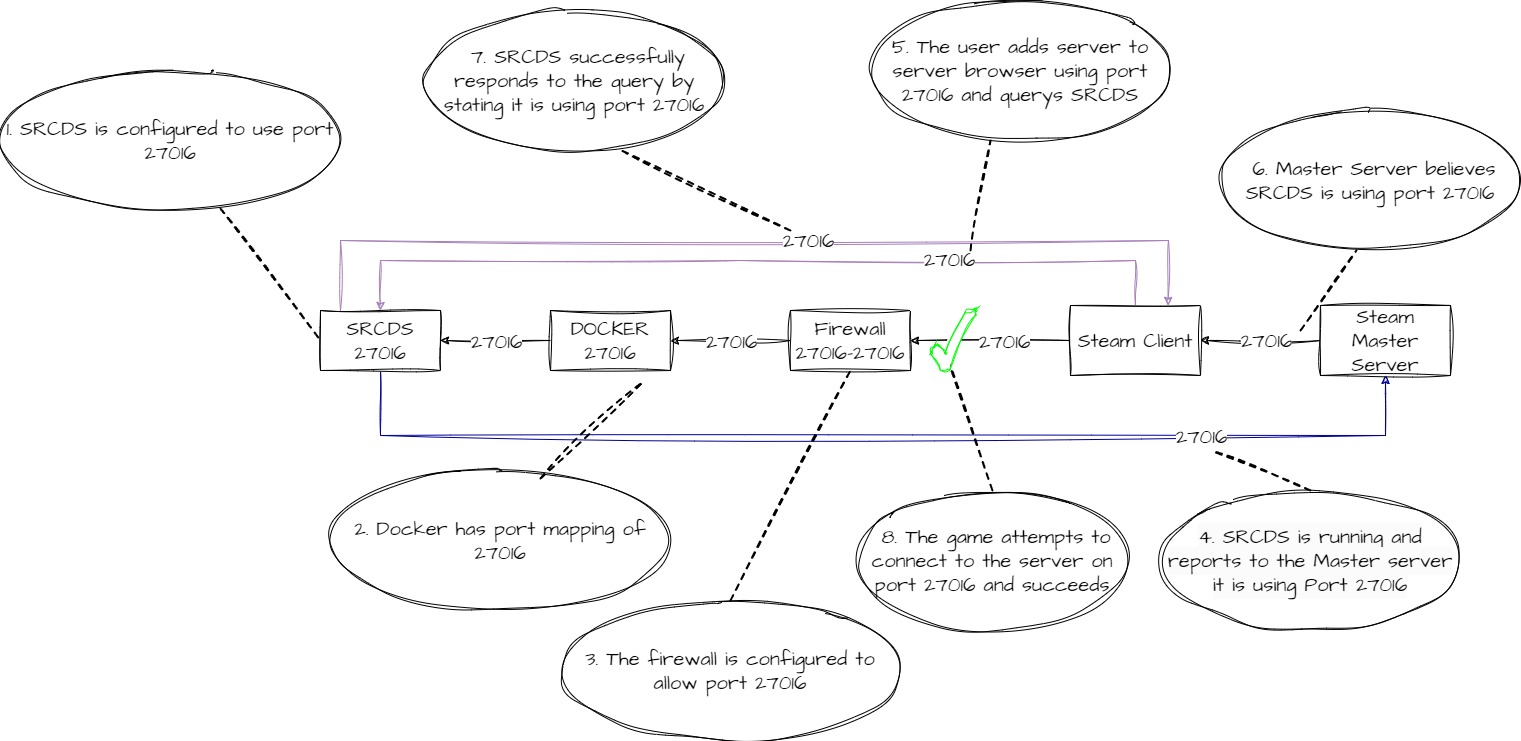 7. SRCDS successfully
responds to the query by
stating it is using port 27016
5. The user adds server to
server browser using port
27016 and querys SRCDS
1. SRCDS is configured to use port
27016
6. Master Server believes
SRCDS is using port 27016
27016
27016
SRCDS
27016
27016
DOCKER
27016
27016
Firewall
27016-27016
27016
Steam Client
27016
Steam
Master
Server
27016
2. Docker has port mapping of
27016
8. The game attempts to
connect to the server on
port 27016 and succeeds
4. SRCDS is running and
reports to the Master server
it is using Port 27016
3. The firewall is configured to
allow port 27016